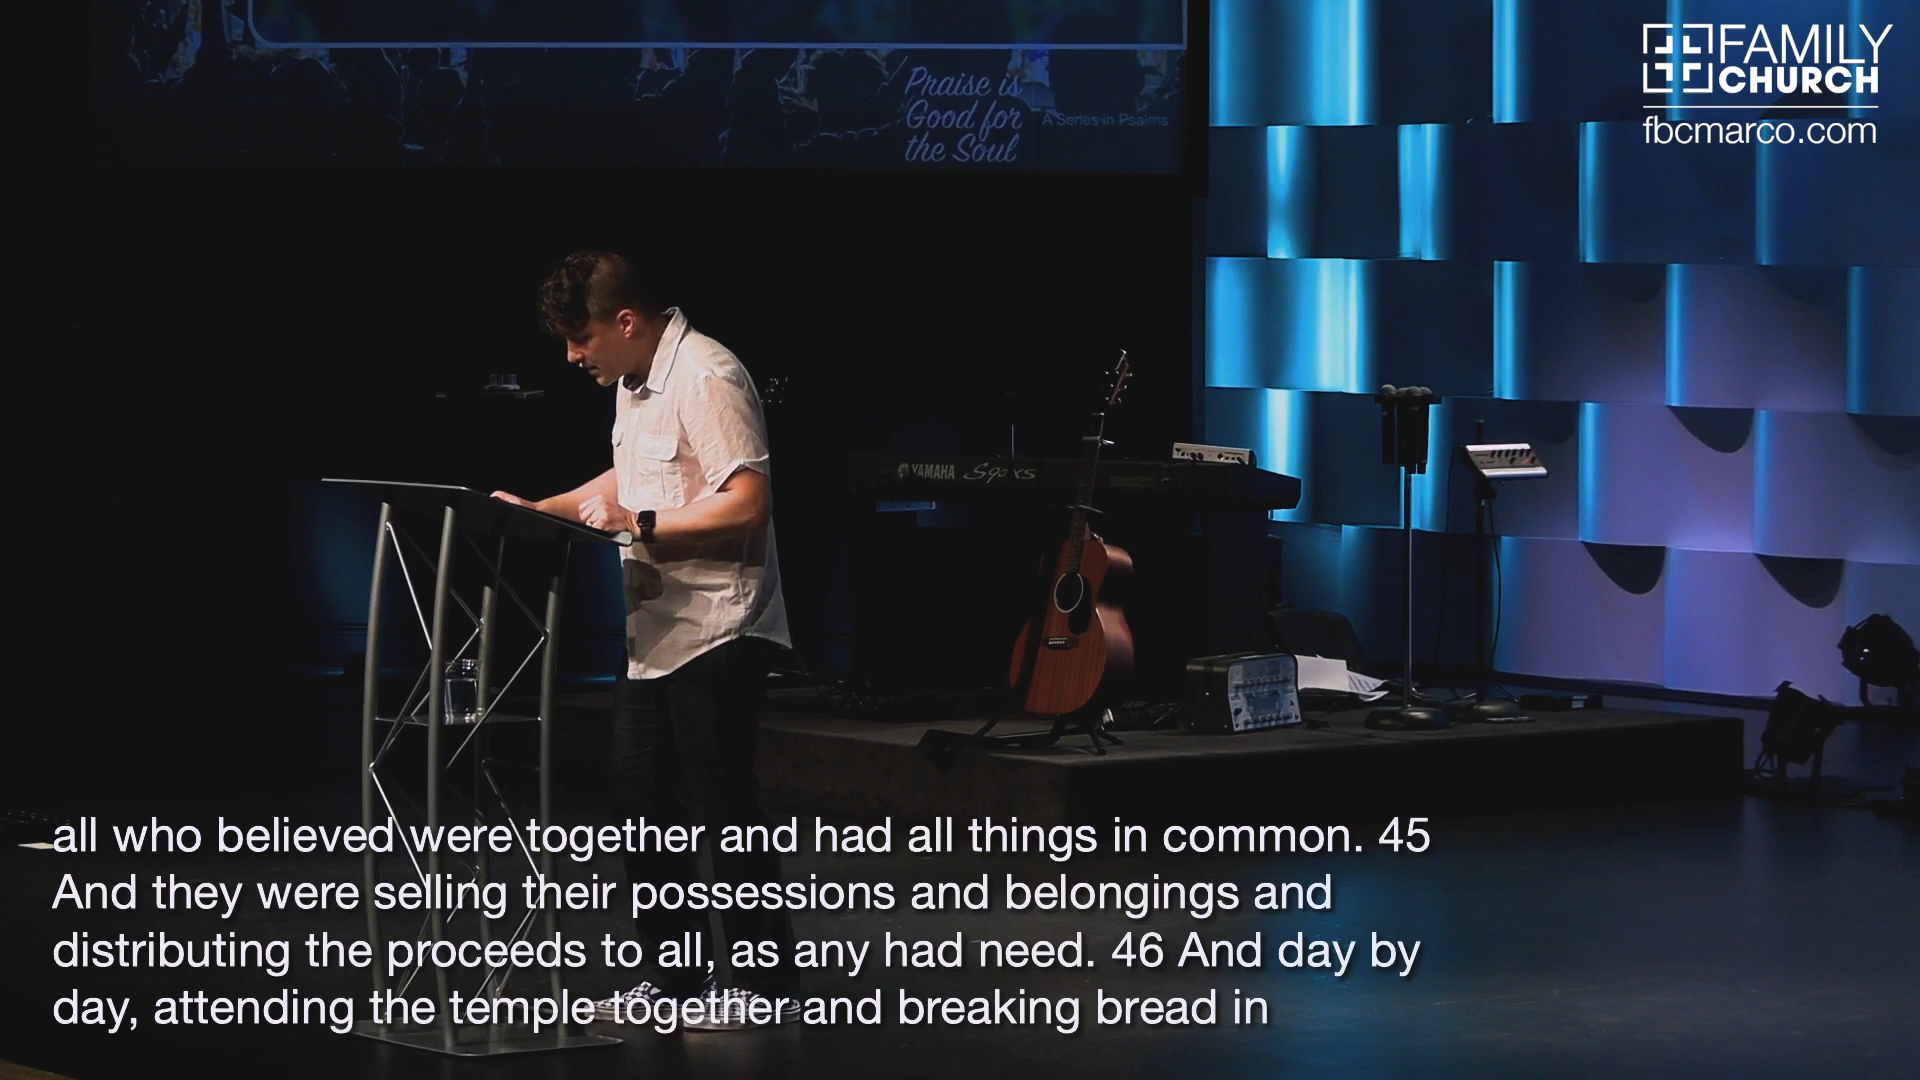 FAMILY
CHURCH
fbcmarco.com
Praise is
Good for
the Soul
A Series in Psalms
YAMAHA S90 XS
all who believed were together and had all things in common. 45
And they were selling their possessions and belongings and
distributing the proceeds to all, as any had need. 46 And day by
day, attending the temple together and breaking bread in